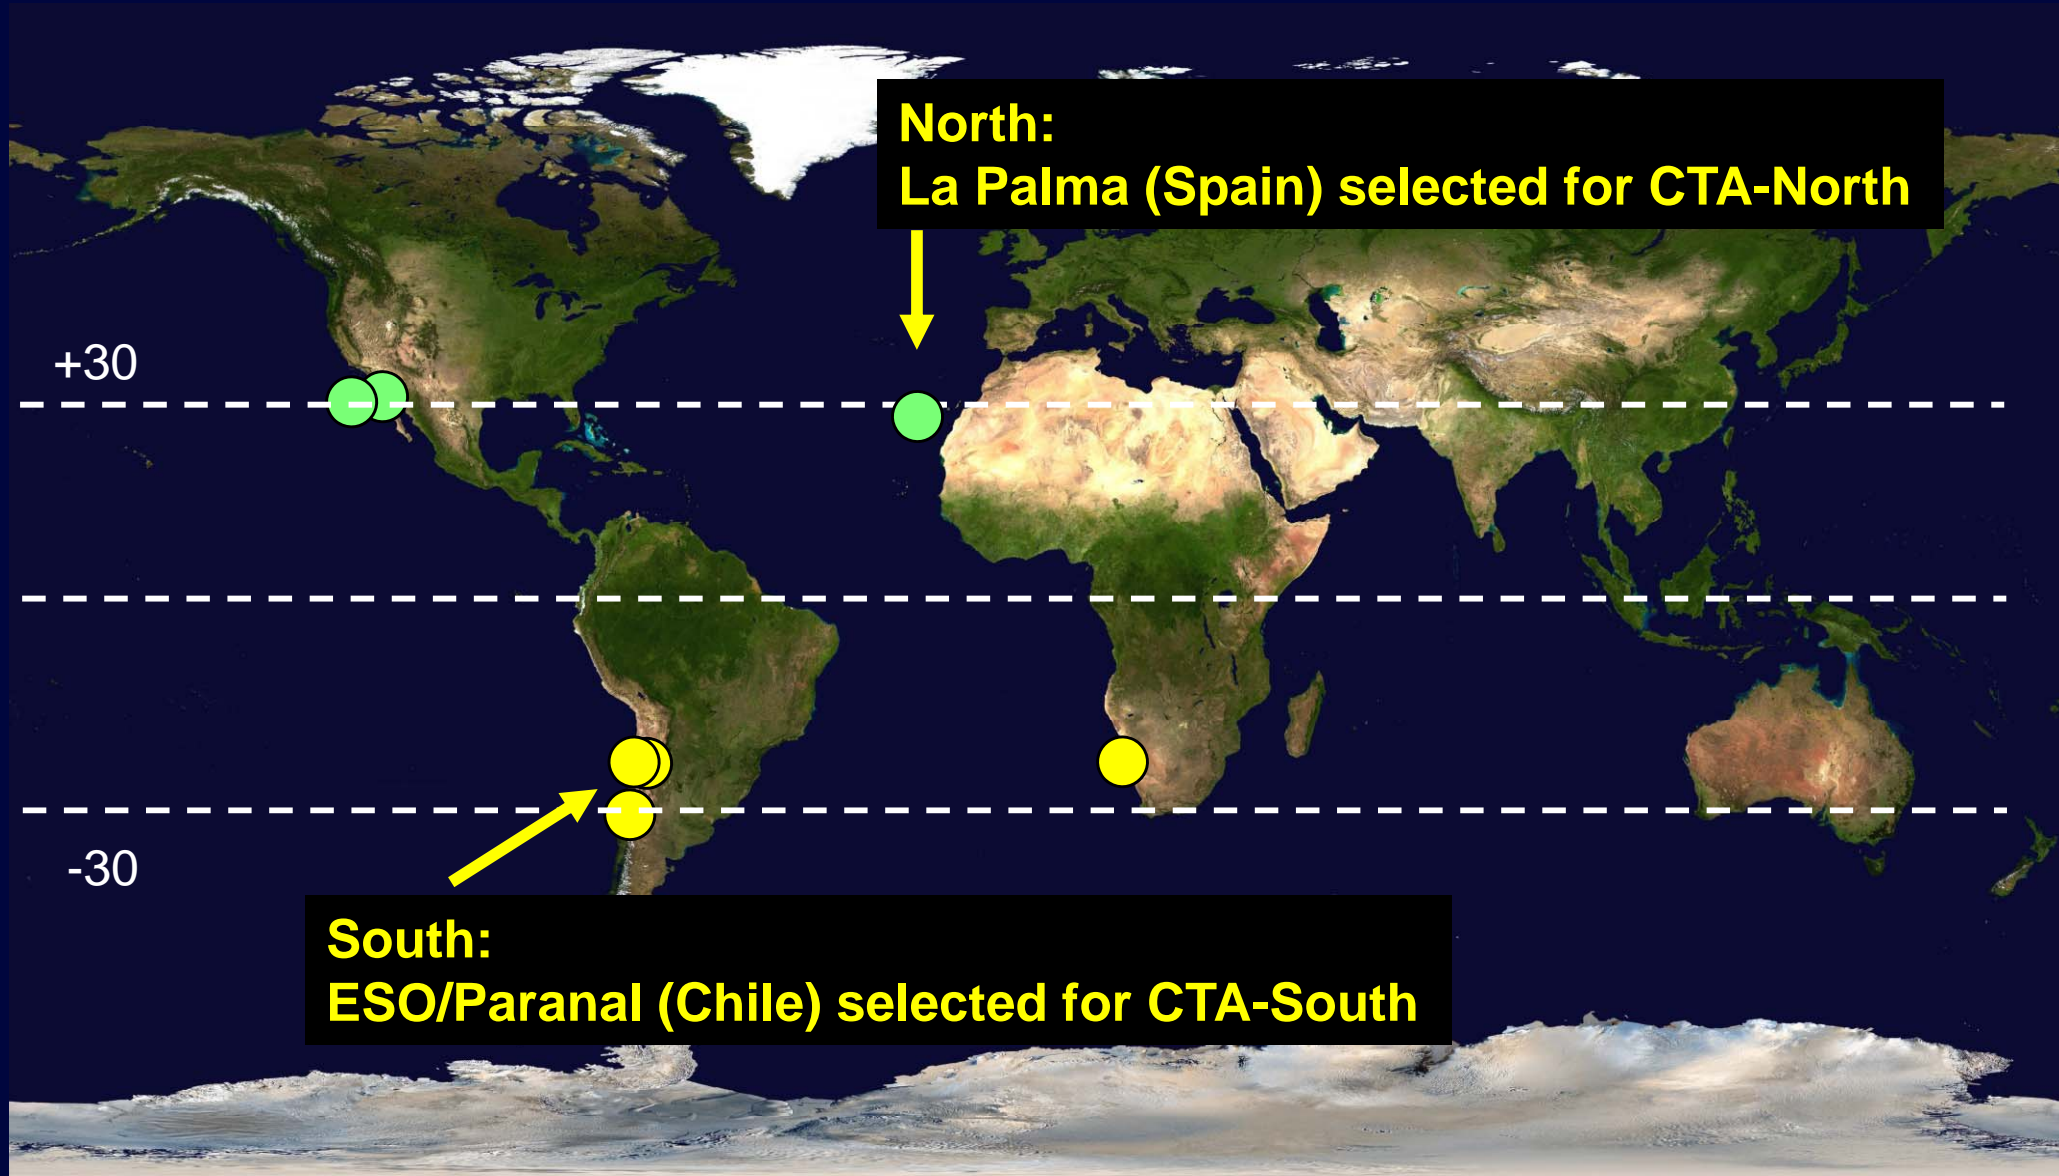 North:
La Palma (Spain) selected for CTA-North
+30
-30
South:
ESO/Paranal (Chile) selected for CTA-South